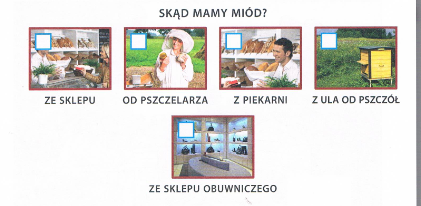 SKĄD MAMY MIÓD?
ZE SKLEPU OD PSZCZELARZA Z PIEKARNI Z ULA OD PSZCZÓŁ
ZE SKLEPU OBUWNICZEGO